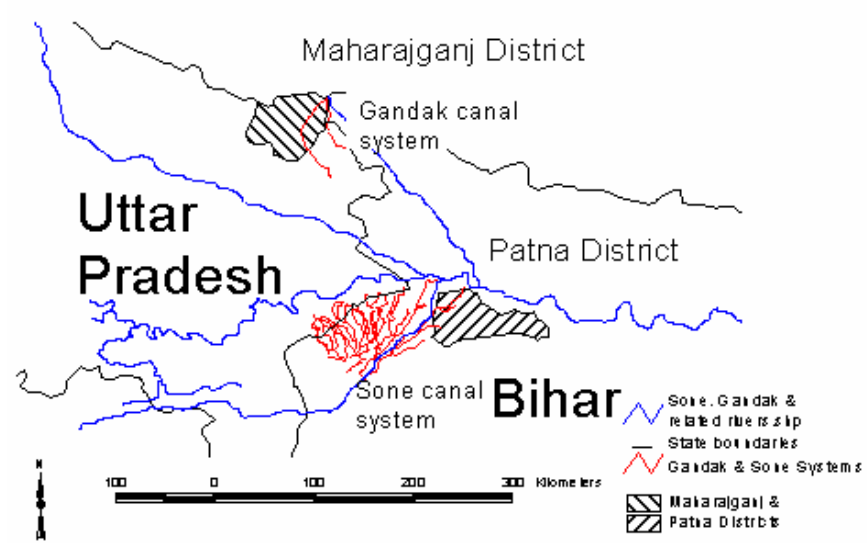 Maharajganj District
Gandak canal
system
Uttar
Pradesh
Patna District
Sone canal
system
Bihar
Sone, Gandak &
related rivers.shp
State boundaries
Gandak & Sone Systems
N
100 0 100 200 300 Kilometers
Maharajganj &
Patna Districts